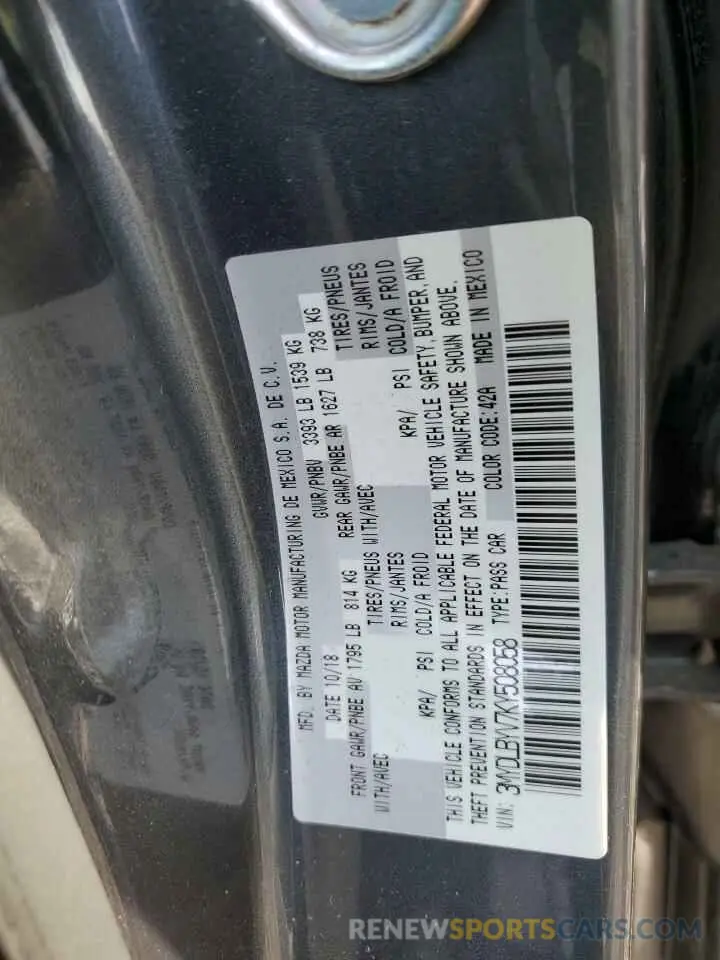 MFD. BY MAZDA MOTOR MANUFACTURING DE MEXICO S.A. DE C.V.
DATE 10/18 GVWR/PNBV 3393 LB 1539 KG
FRONT GAWR/PNBE AV 1795 LB 814 KG REAR GAWR/PNBE AR 1627 LB 738 KG
WITH/AVEC TIRES/PNEUS WITH/AVEC TIRES/PNEUS
RIMS/JANTES RIMS/JANTES
KPA/ PSI COLD/A FROID KPA/ PSI COLD/A FROID
THIS VEHICLE CONFORMS TO ALL APPLICABLE FEDERAL MOTOR VEHICLE SAFETY, BUMPER, AND
THEFT PREVENTION STANDARDS IN EFFECT ON THE DATE OF MANUFACTURE SHOWN ABOVE.
VIN: 3MYDLBYV7KY508058 TYPE:PASS CAR COLOR CODE:42A MADE IN MEXICO
RENEWSPORTSCARS.COM